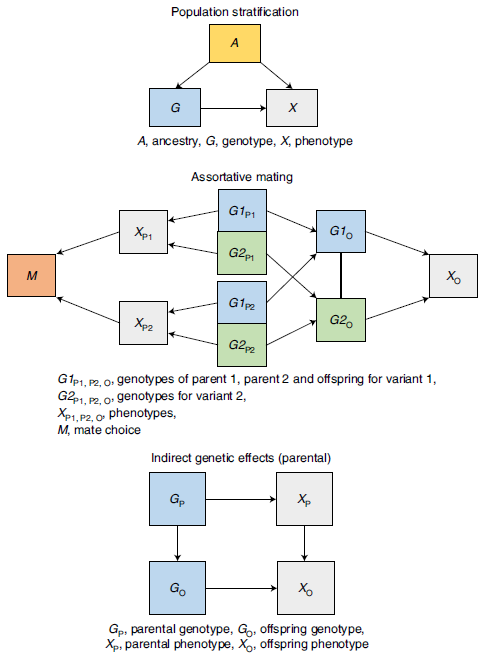 Population stratification
A
G
X
A, ancestry, G, genotype, X, phenotype
Assortative mating
G1P1
XP1
G1O
G2P1
M
XO
G1P2
XP2
G2O
G2P2
G1P1, P2, O, genotypes of parent 1, parent 2 and offspring for variant 1,
G2P1, P2, O, genotypes for variant 2,
XP1, P2, O, phenotypes,
M, mate choice
Indirect genetic effects (parental)
GP
XP
GO
XO
GP, parental genotype, GO, offspring genotype,
XP, parental phenotype, XO, offspring phenotype